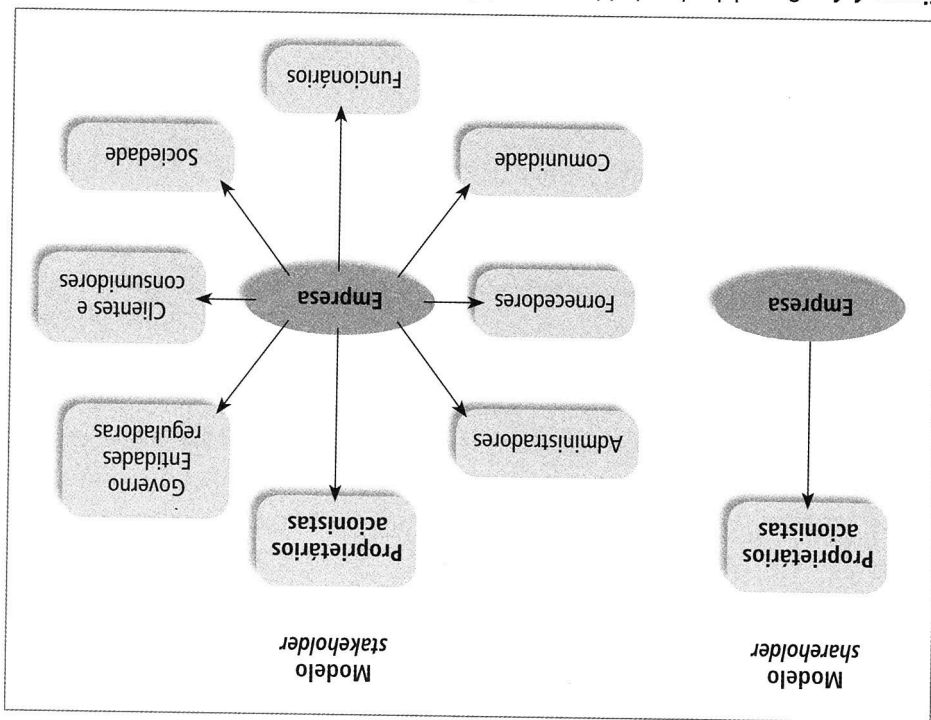 Modelo
shareholder
Proprietários
acionistas
Empresa
Modelo
stakeholder
Proprietários
acionistas
Administradores
Governo
Entidades
reguladoras
Fornecedores
Empresa
Clientes e
consumidores
Comunidade
Sociedade
Funcionários